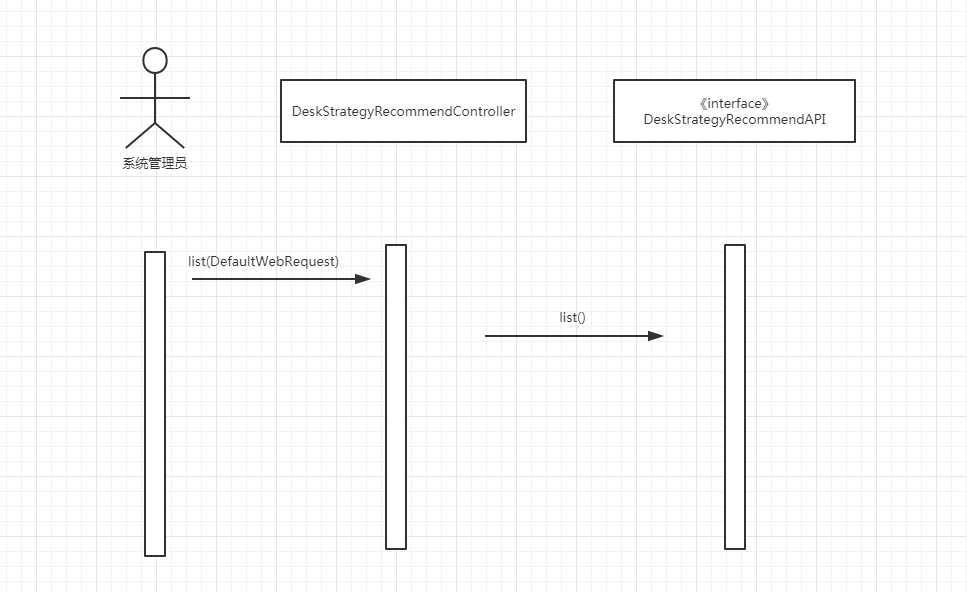 系统管理员
DeskStrategyRecommendController
《interface》
DeskStrategyRecommendAPI
list(DefaultWebRequest)
list()